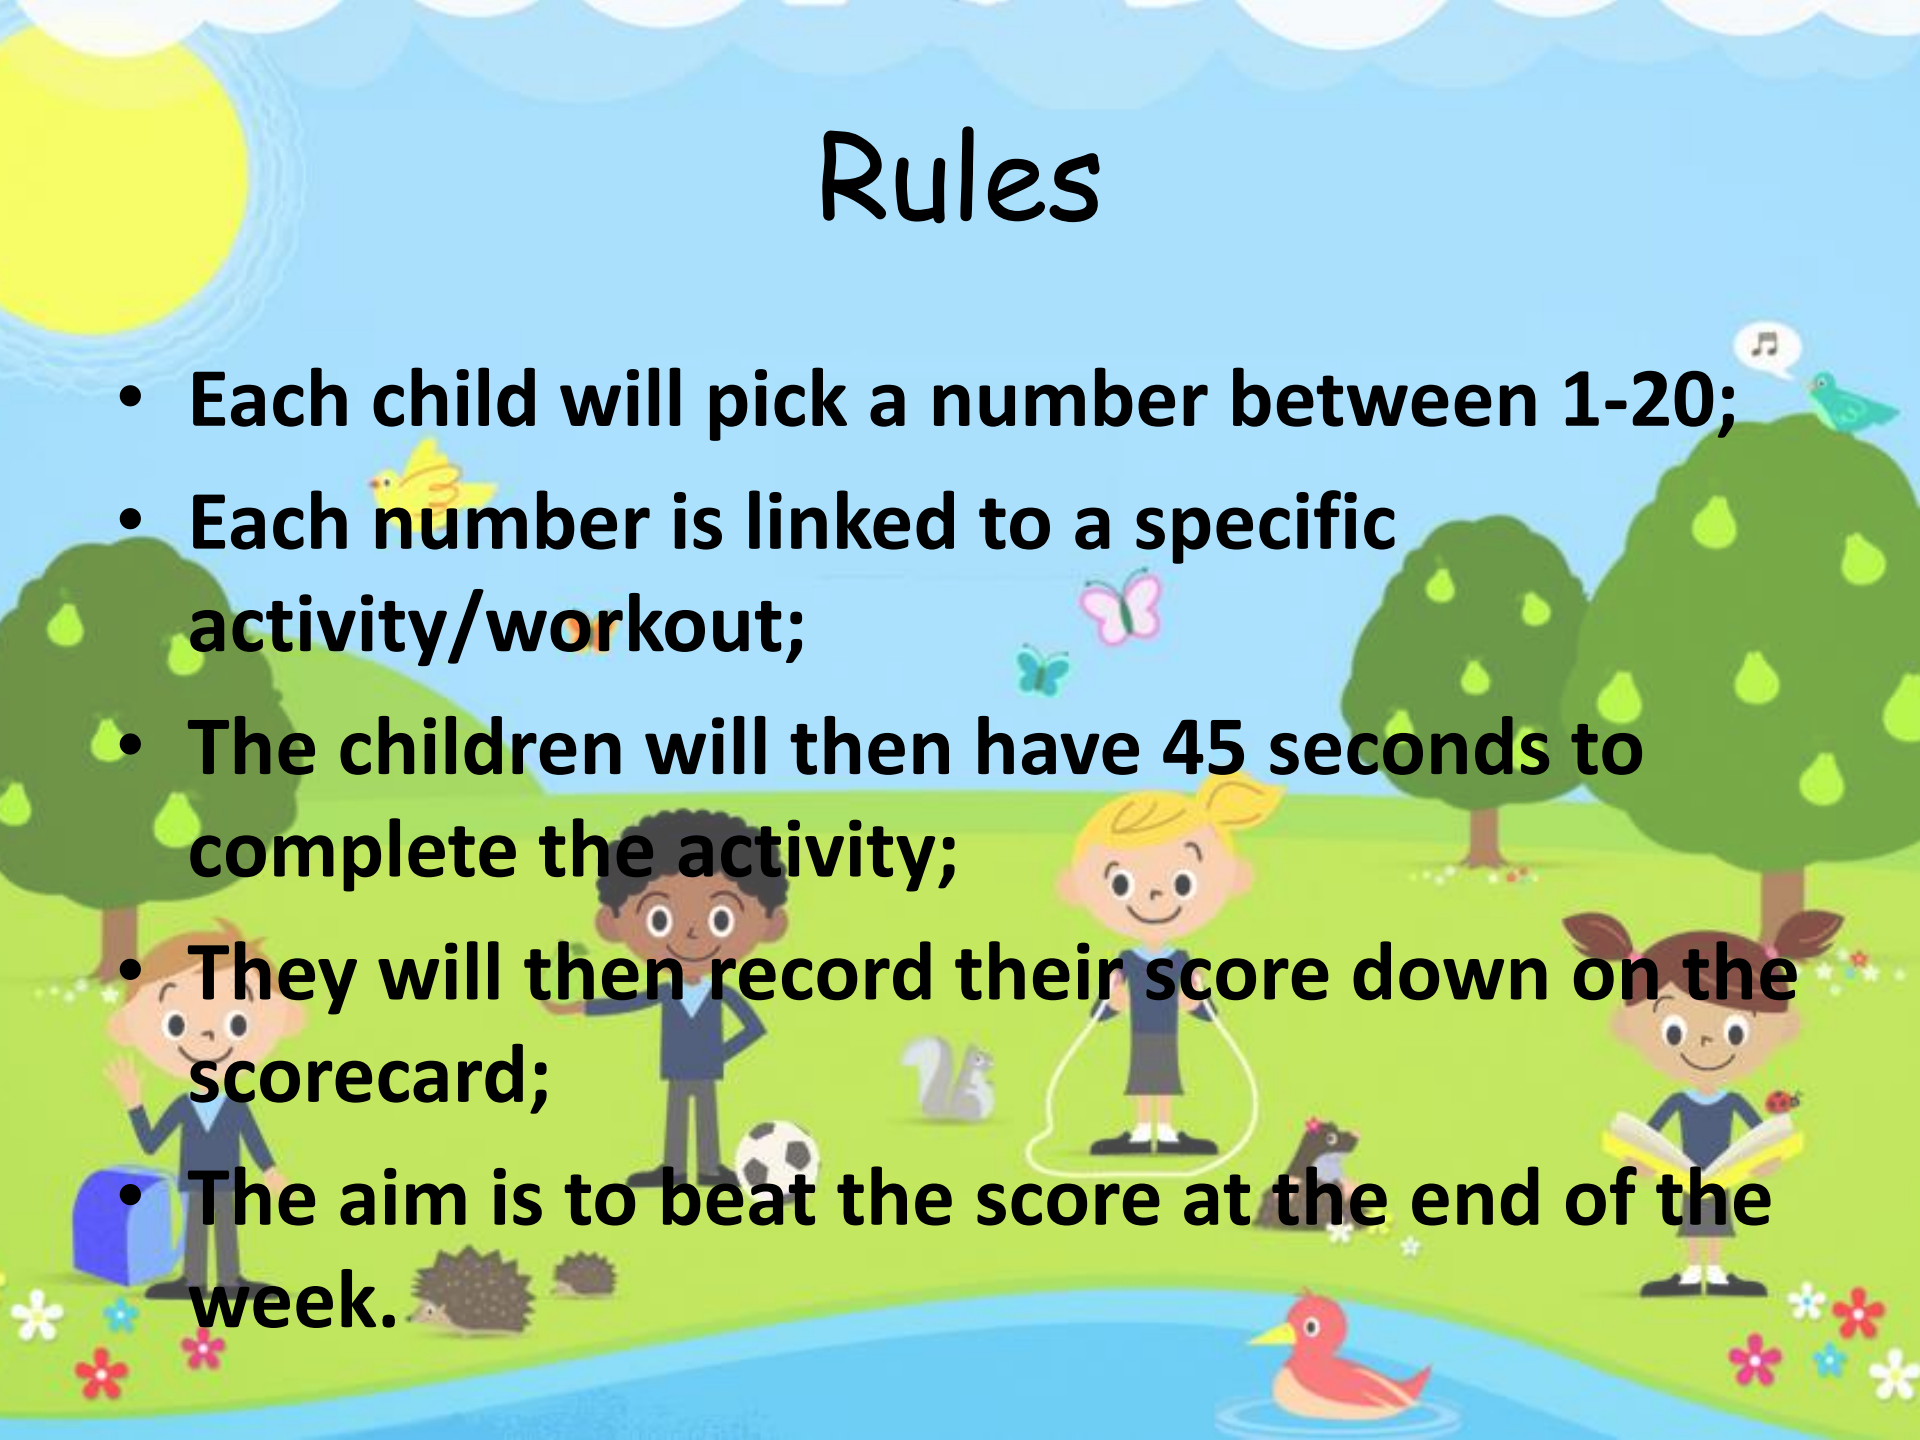 Rules
• Each child will pick a number between 1-20;
• Each number is linked to a specific
activity/workout;
• The children will then have 45 seconds to
complete the activity;
• They will then record their score down on the
scorecard;
• The aim is to beat the score at the end of the
week.